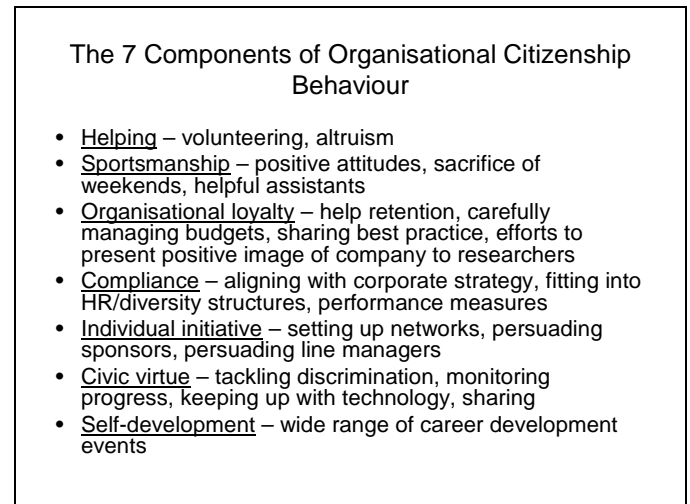 The 7 Components of Organisational Citizenship
Behaviour
• Helping – volunteering, altruism
• Sportsmanship – positive attitudes, sacrifice of
weekends, helpful assistants
• Organisational loyalty – help retention, carefully
managing budgets, sharing best practice, efforts to
present positive image of company to researchers
• Compliance – aligning with corporate strategy, fitting into
HR/diversity structures, performance measures
• Individual initiative – setting up networks, persuading
sponsors, persuading line managers
• Civic virtue – tackling discrimination, monitoring
progress, keeping up with technology, sharing
• Self-development – wide range of career development
events